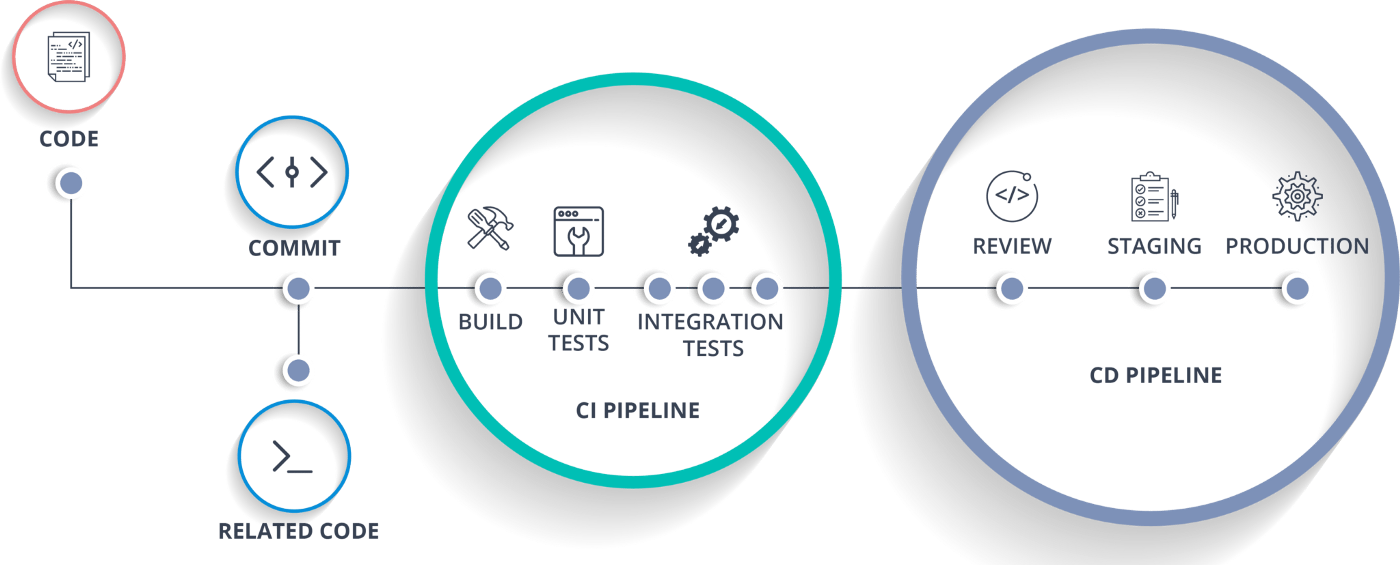 CODE
COMMIT
RELATED CODE
BUILD
UNIT
TESTS
INTEGRATION
TESTS
CI PIPELINE
REVIEW
STAGING
PRODUCTION
CD PIPELINE